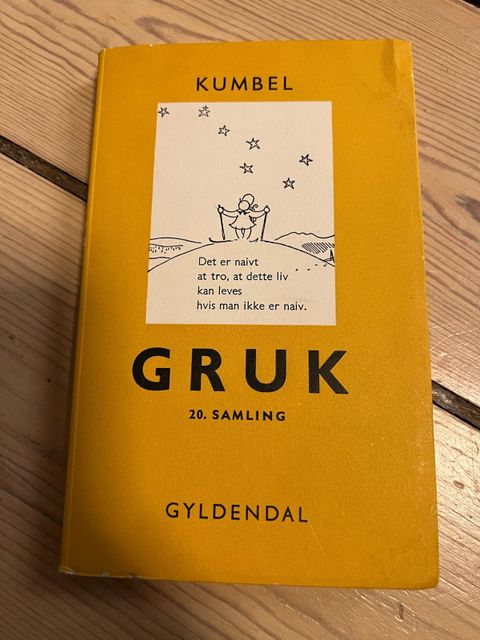 KUMBEL
Det er naivt
at tro, at dette liv
kan leves
hvis man ikke er naiv.
GRUK
20. SAMLING
GYLDENDAL